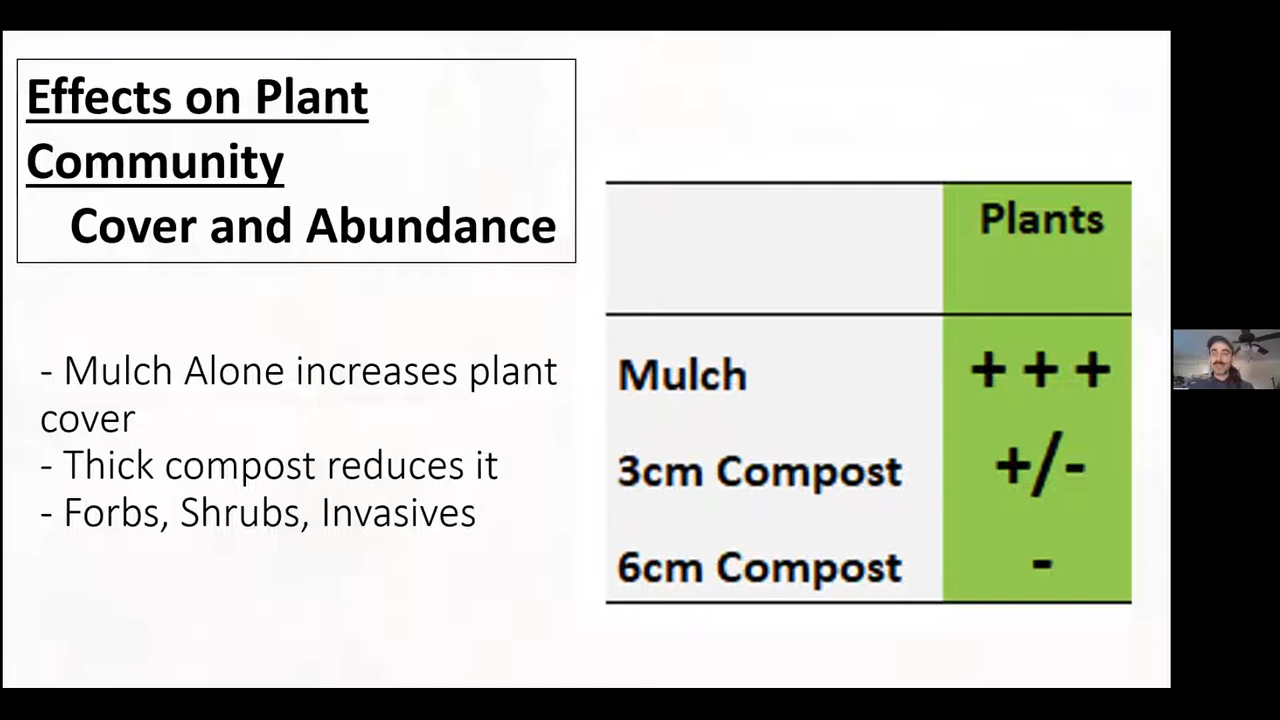 Effects on Plant
Community
Cover and Abundance
- Mulch Alone increases plant
cover
- Thick compost reduces it
- Forbs, Shrubs, Invasives
Plants
Mulch + + +
3cm Compost +/-
6cm Compost -